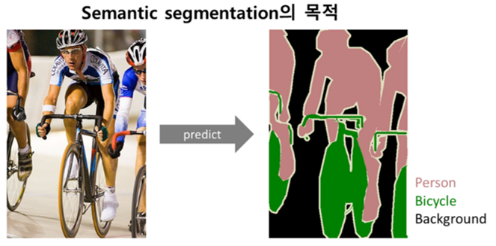 Semantic segmentation의 목적
predict
Person
Bicycle
Background